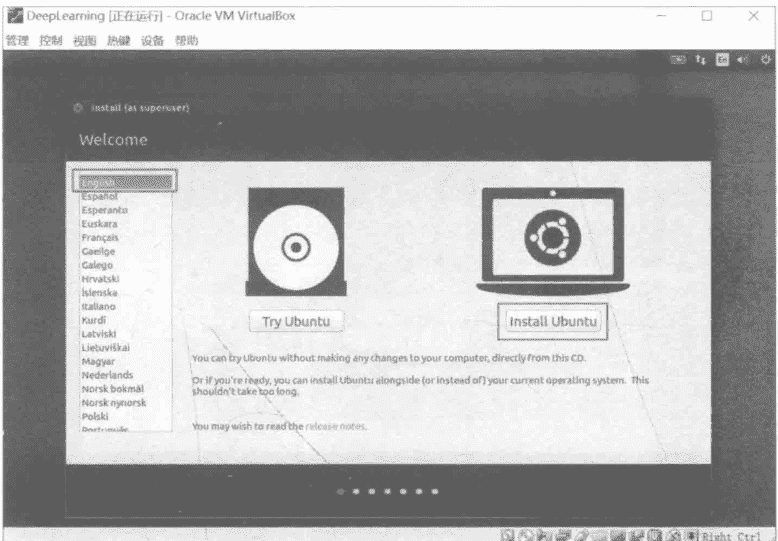 DeepLearning [正在运行] - Oracle VM VirtualBox
管理 控制 视图 热键 设备 帮助
En
Install (as superuser)
Welcome
English
Español
Esperanto
Euskara
Français
Gaeilge
Galego
Hrvatski
Íslenska
Italiano
Kurdî
Latviski
Lietuviškai
Magyar
Nederlands
Norsk bokmål
Norsk nynorsk
Polski
Português
Try Ubuntu
Install Ubuntu
You can try Ubuntu without making any changes to your computer, directly from this CD.
Or if you're ready, you can install Ubuntu alongside (or instead of) your current operating system. This
shouldn't take too long.
You may wish to read the release notes.
Right Ctrl